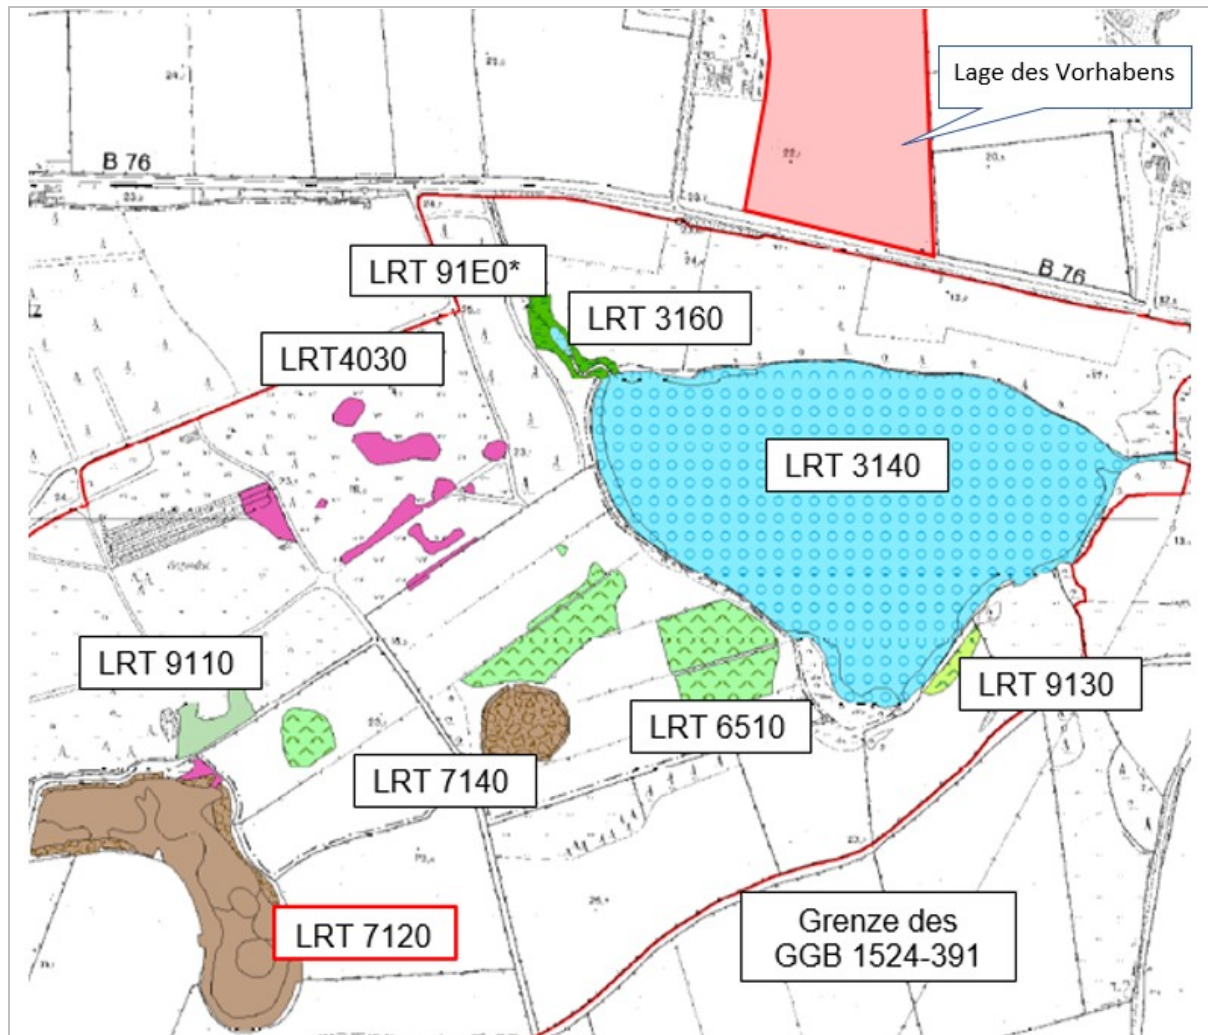 Lage des Vorhabens
B 76
LRT 91E0*
B 76
LRT 3160
LRT4030
LRT 3140
LRT 9110
LRT 9130
LRT 6510
LRT 7140
LRT 7120
Grenze des
GGB 1524-391